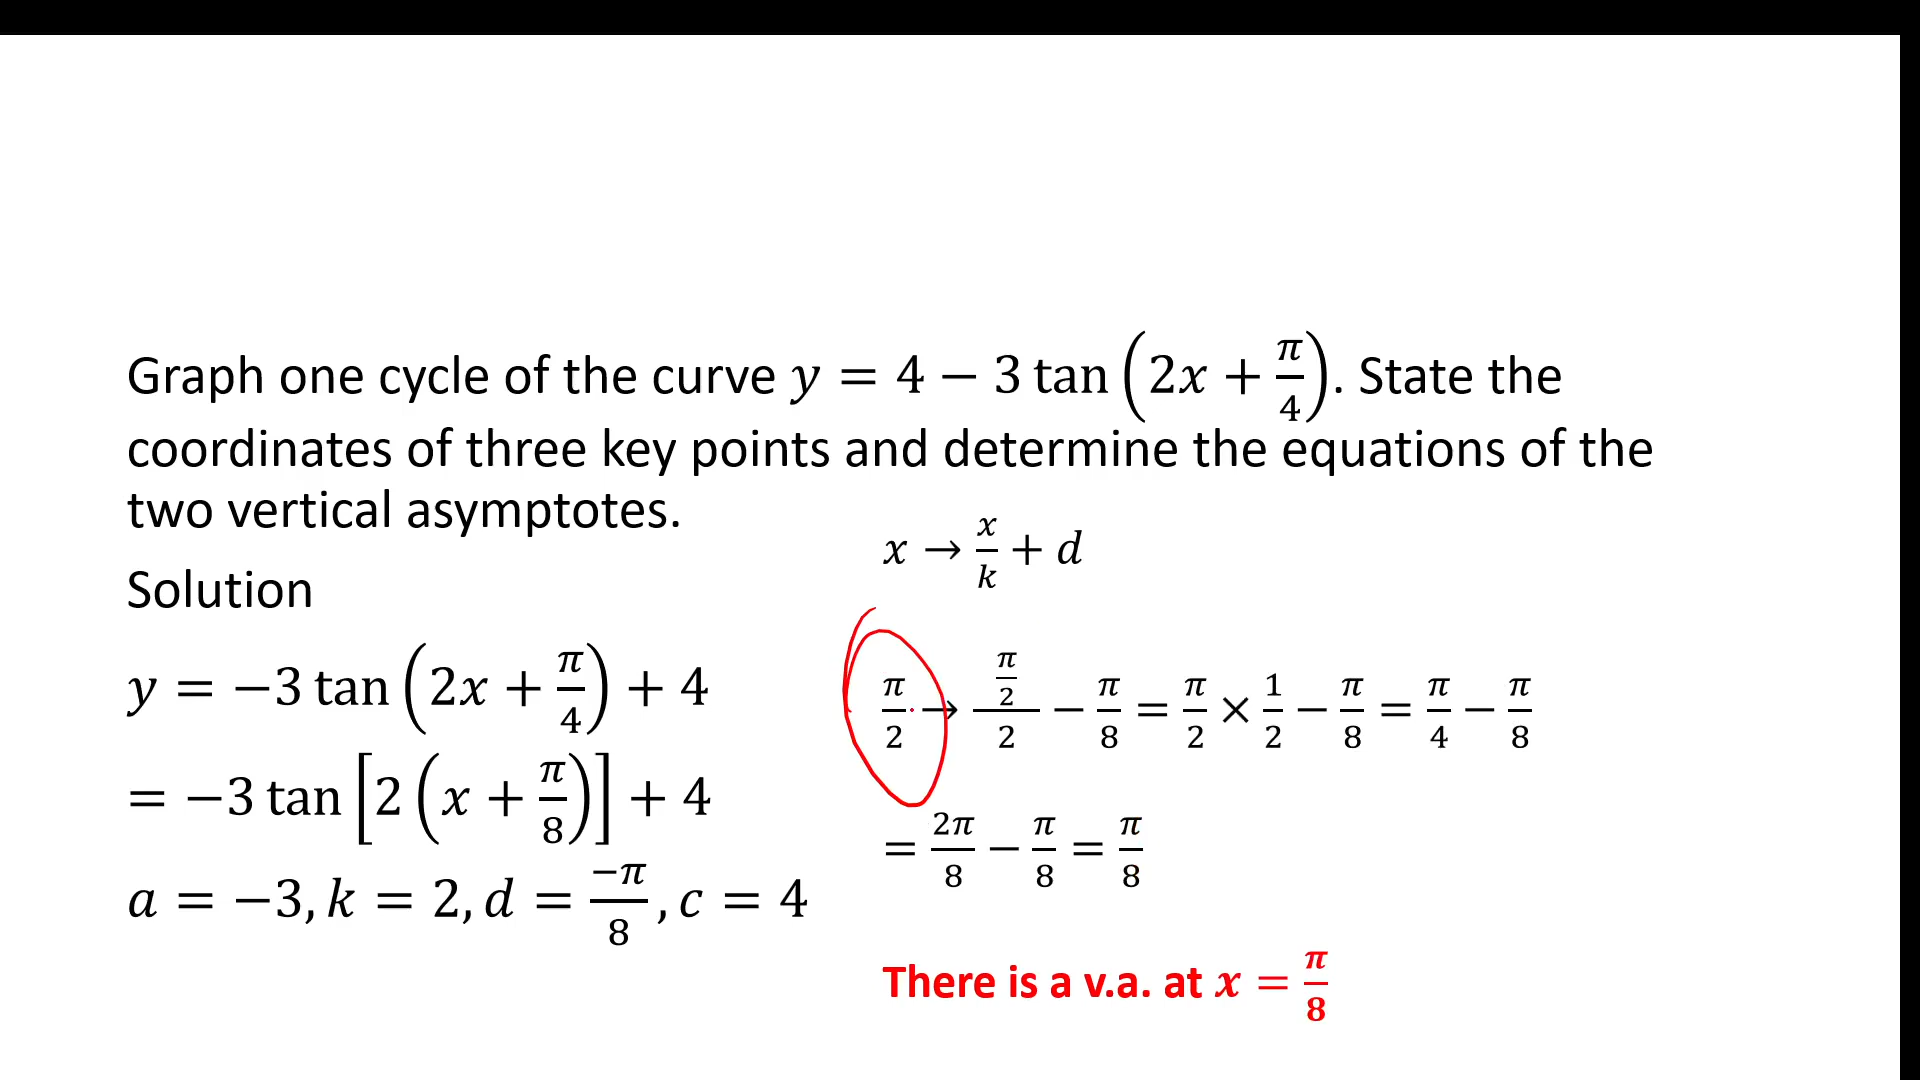 Graph one cycle of the curve y = 4 − 3 tan(2x + π/4). State the
coordinates of three key points and determine the equations of the
two vertical asymptotes.
x → x/k + d
Solution
y = −3 tan(2x + π/4) + 4
= −3 tan[2(x + π/8)] + 4
a = −3, k = 2, d = −π/8, c = 4
π/2 → (π/2)/2 − π/8 = π/2 × 1/2 − π/8 = π/4 − π/8
= 2π/8 − π/8 = π/8
There is a v.a. at x = π/8